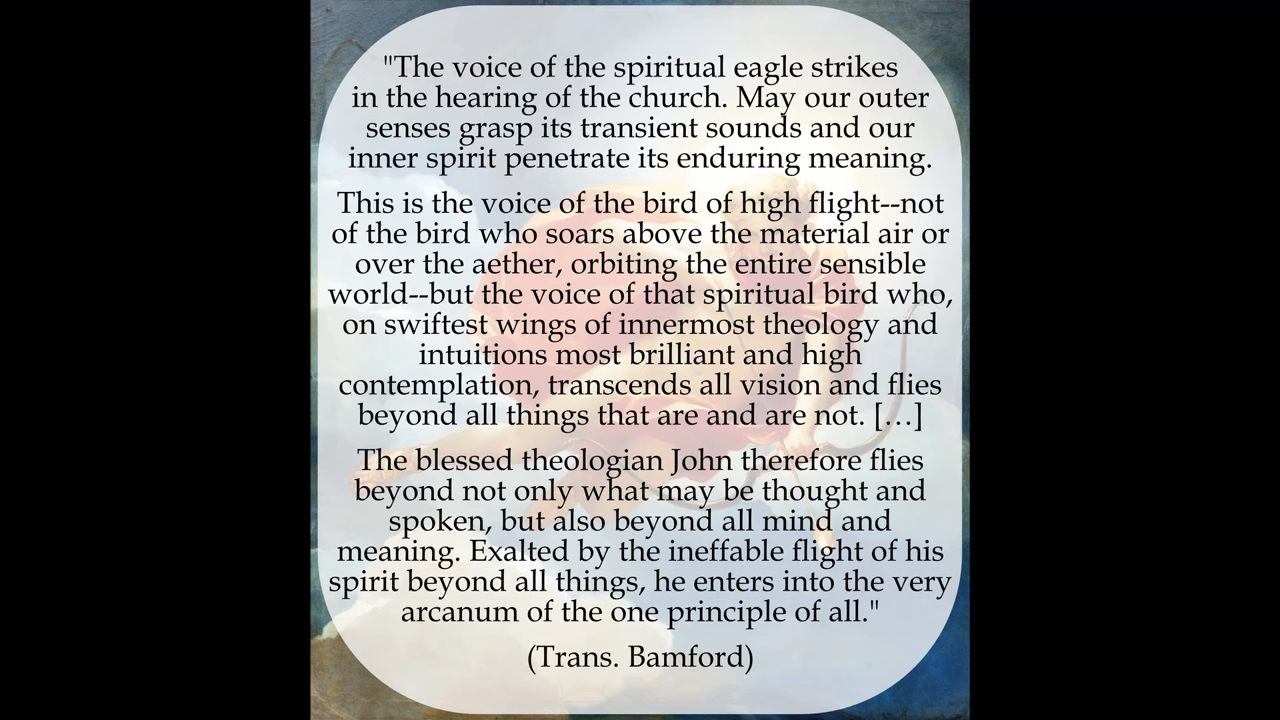 "The voice of the spiritual eagle strikes
in the hearing of the church. May our outer
senses grasp its transient sounds and our
inner spirit penetrate its enduring meaning.
This is the voice of the bird of high flight--not
of the bird who soars above the material air or
over the aether, orbiting the entire sensible
world--but the voice of that spiritual bird who,
on swiftest wings of innermost theology and
intuitions most brilliant and high
contemplation, transcends all vision and flies
beyond all things that are and are not. […]
The blessed theologian John therefore flies
beyond not only what may be thought and
spoken, but also beyond all mind and
meaning. Exalted by the ineffable flight of his
spirit beyond all things, he enters into the very
arcanum of the one principle of all."
(Trans. Bamford)